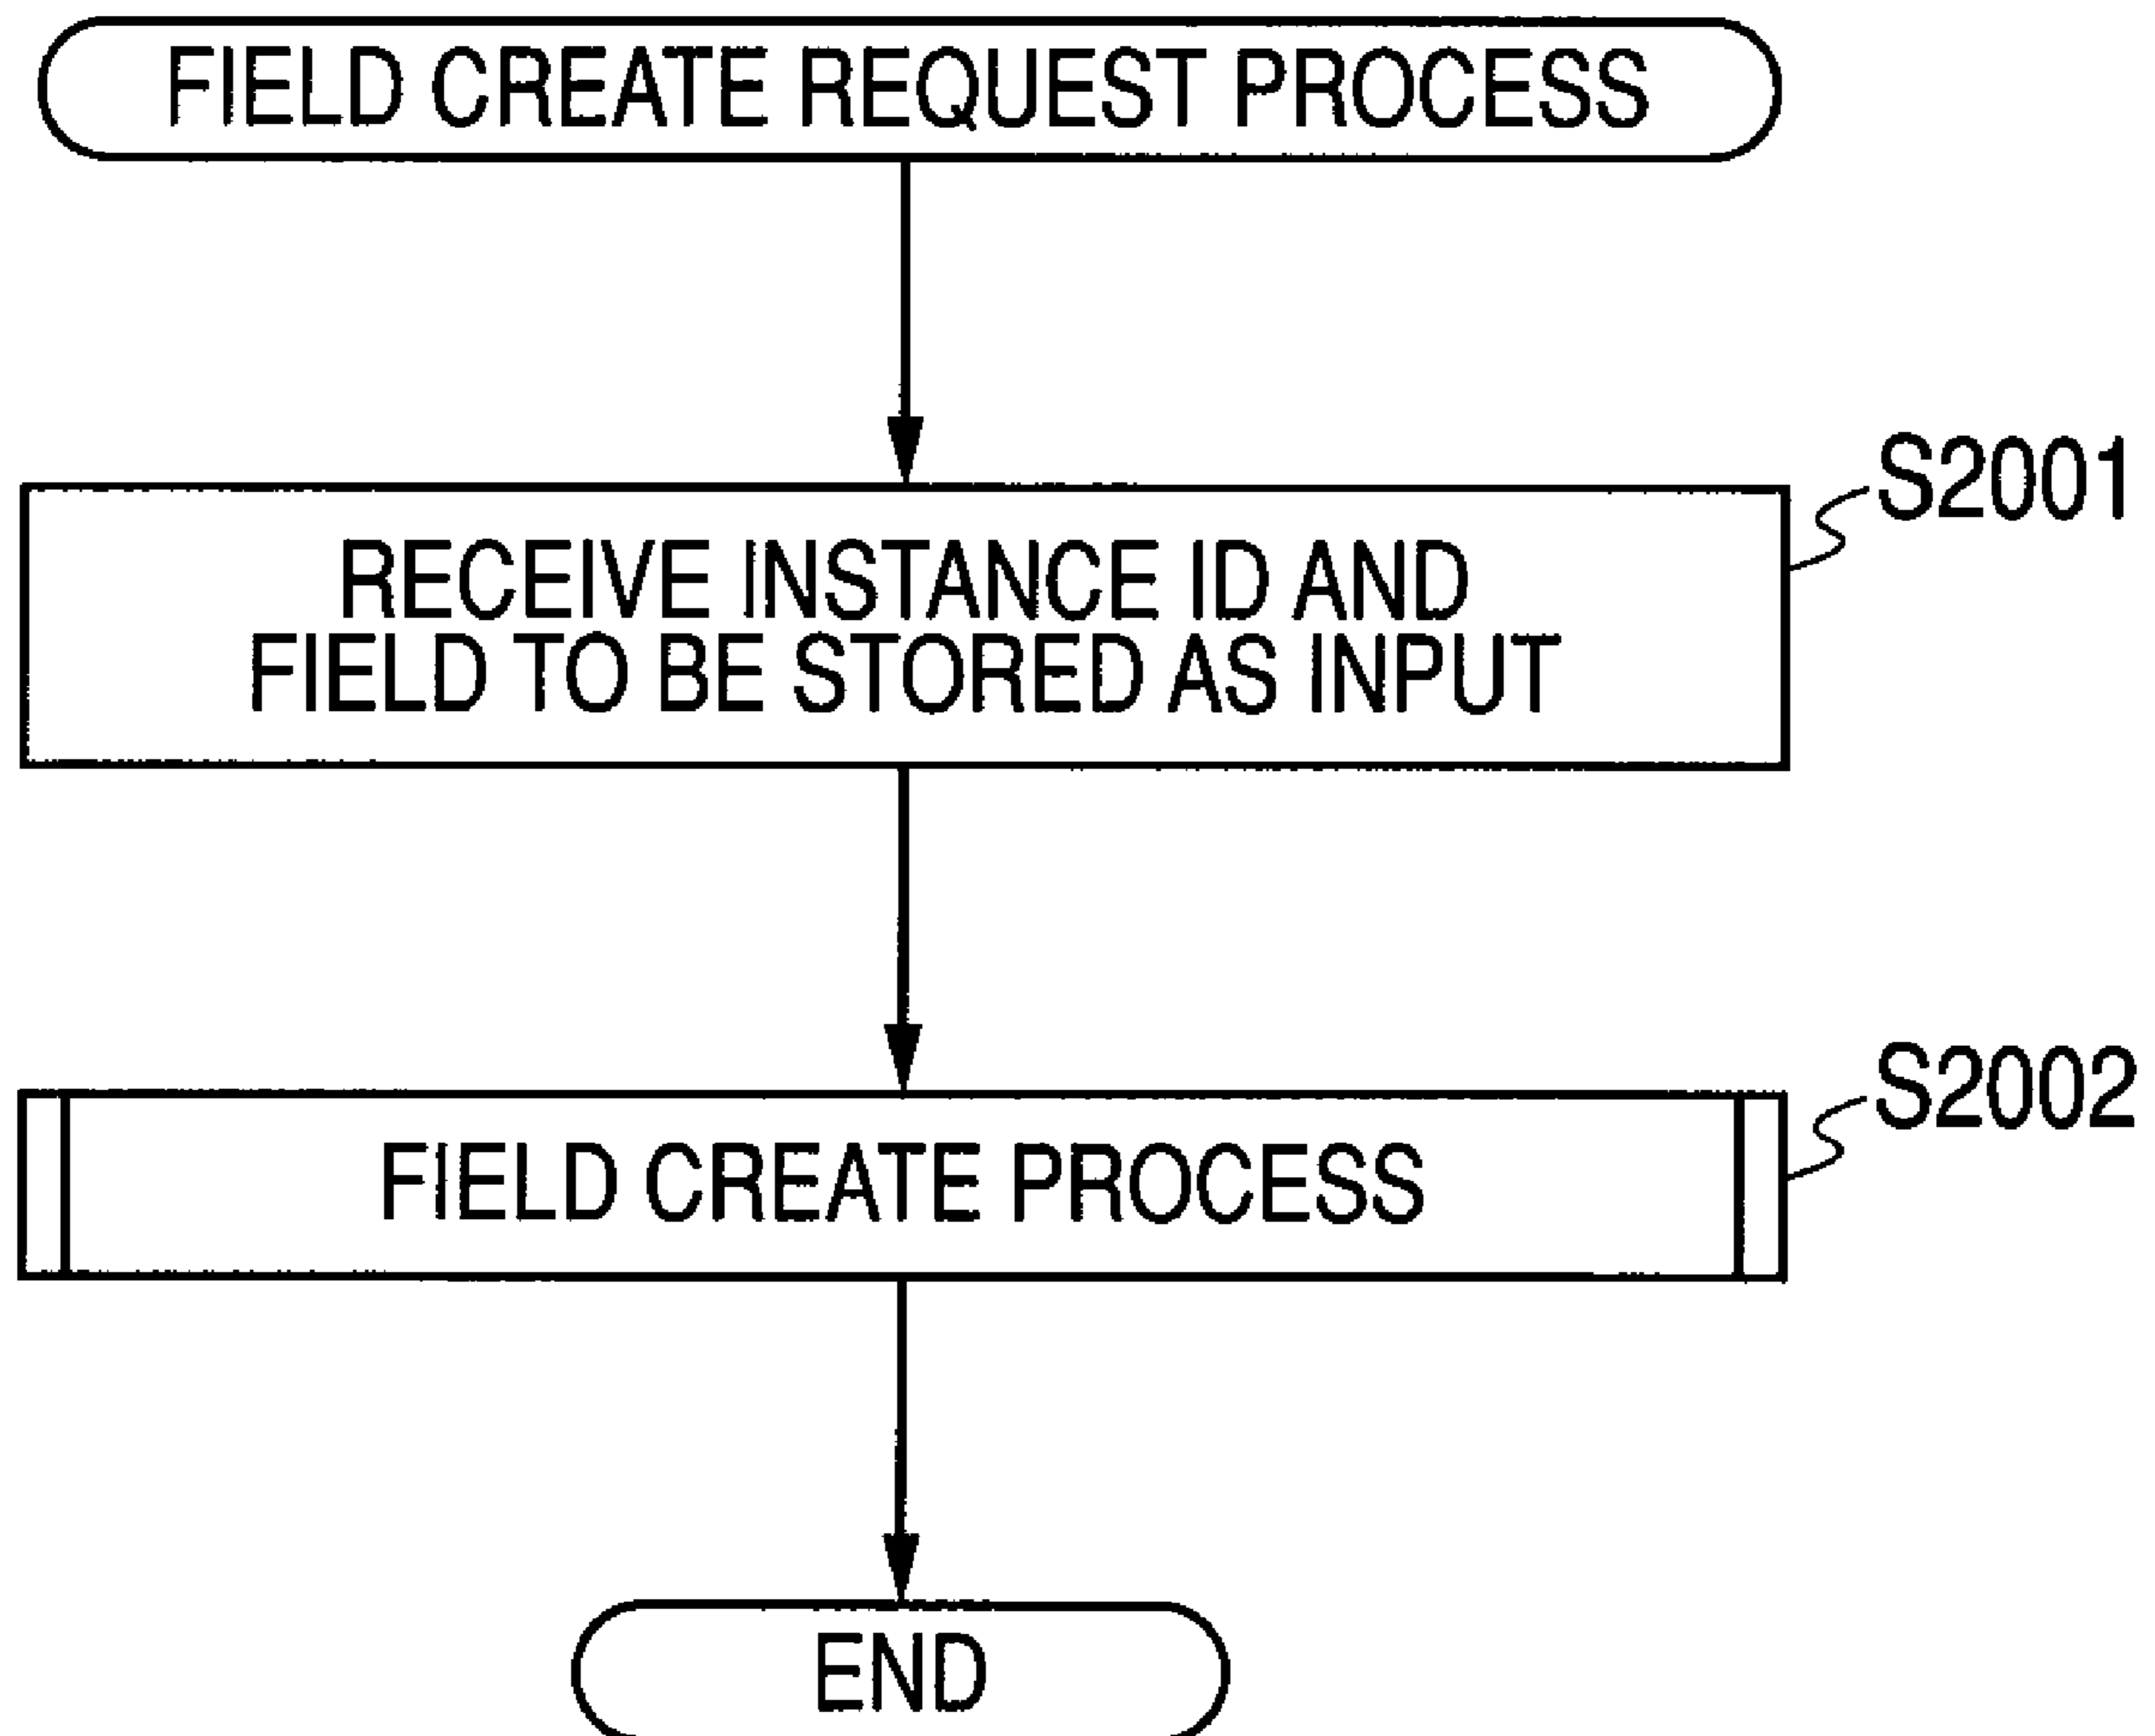 FIELD CREATE REQUEST PROCESS
S2001
RECEIVE INSTANCE ID AND
FIELD TO BE STORED AS INPUT
S2002
FIELD CREATE PROCESS
END